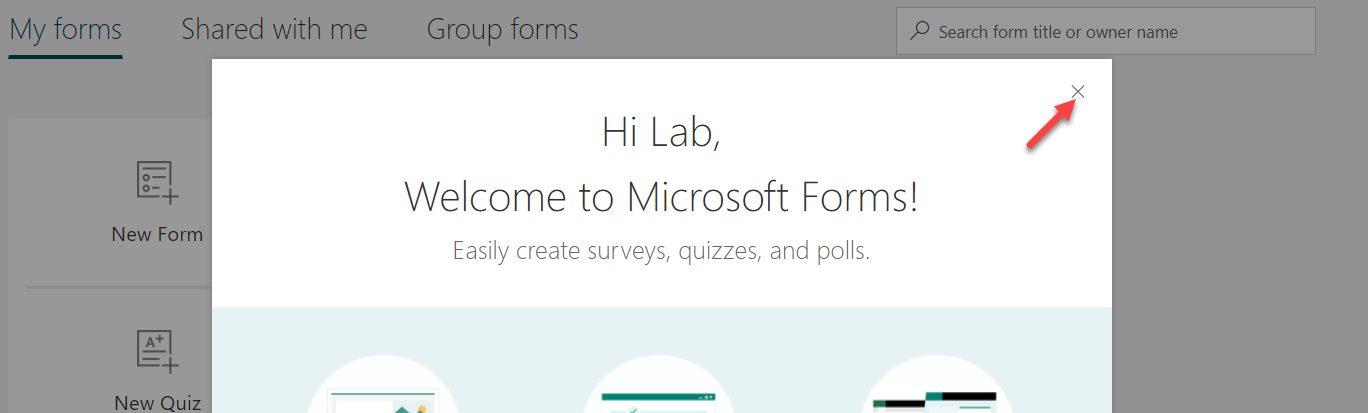 My forms Shared with me Group forms Search form title or owner name
Hi Lab,
Welcome to Microsoft Forms!
Easily create surveys, quizzes, and polls.
New Form
New Quiz